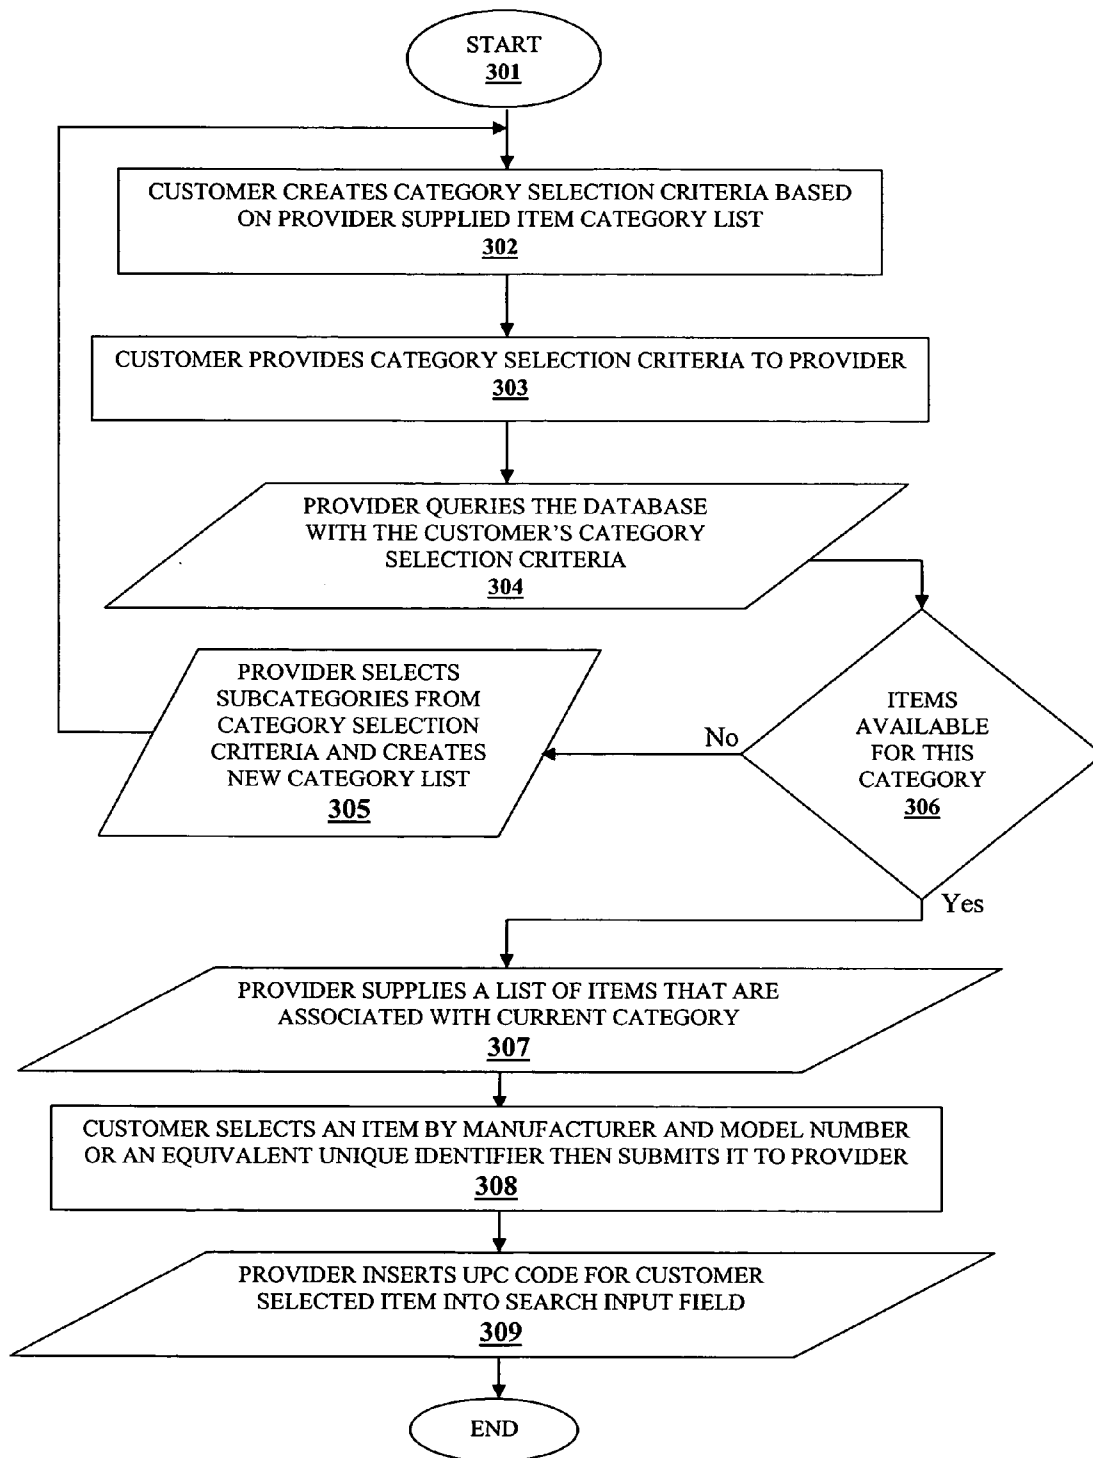 START
301
CUSTOMER CREATES CATEGORY SELECTION CRITERIA BASED
ON PROVIDER SUPPLIED ITEM CATEGORY LIST
302
CUSTOMER PROVIDES CATEGORY SELECTION CRITERIA TO PROVIDER
303
PROVIDER QUERIES THE DATABASE
WITH THE CUSTOMER'S CATEGORY
SELECTION CRITERIA
304
ITEMS
AVAILABLE
FOR THIS
CATEGORY
306
No
PROVIDER SELECTS
SUBCATEGORIES FROM
CATEGORY SELECTION
CRITERIA AND CREATES
NEW CATEGORY LIST
305
Yes
PROVIDER SUPPLIES A LIST OF ITEMS THAT ARE
ASSOCIATED WITH CURRENT CATEGORY
307
CUSTOMER SELECTS AN ITEM BY MANUFACTURER AND MODEL NUMBER
OR AN EQUIVALENT UNIQUE IDENTIFIER THEN SUBMITS IT TO PROVIDER
308
PROVIDER INSERTS UPC CODE FOR CUSTOMER
SELECTED ITEM INTO SEARCH INPUT FIELD
309
END